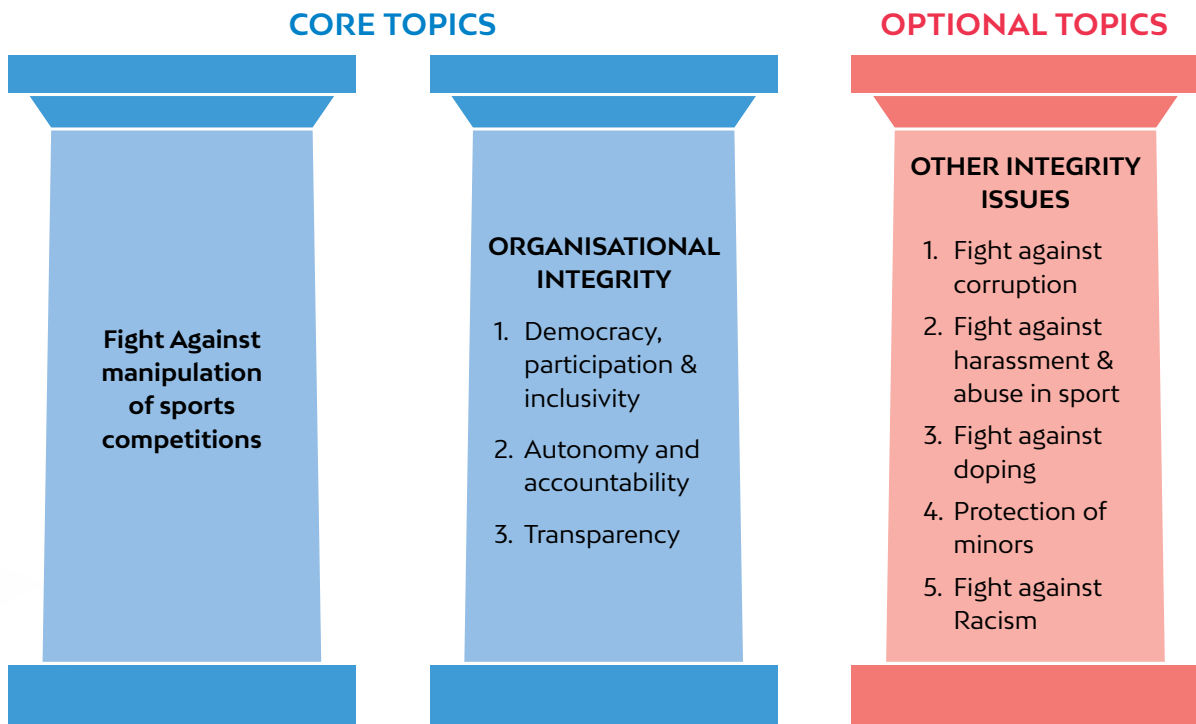 CORE TOPICS
OPTIONAL TOPICS
Fight Against
manipulation
of sports
competitions
ORGANISATIONAL
INTEGRITY
1. Democracy,
participation &
inclusivity
2. Autonomy and
accountability
3. Transparency
OTHER INTEGRITY
ISSUES
1. Fight against
corruption
2. Fight against
harassment &
abuse in sport
3. Fight against
doping
4. Protection of
minors
5. Fight against
Racism